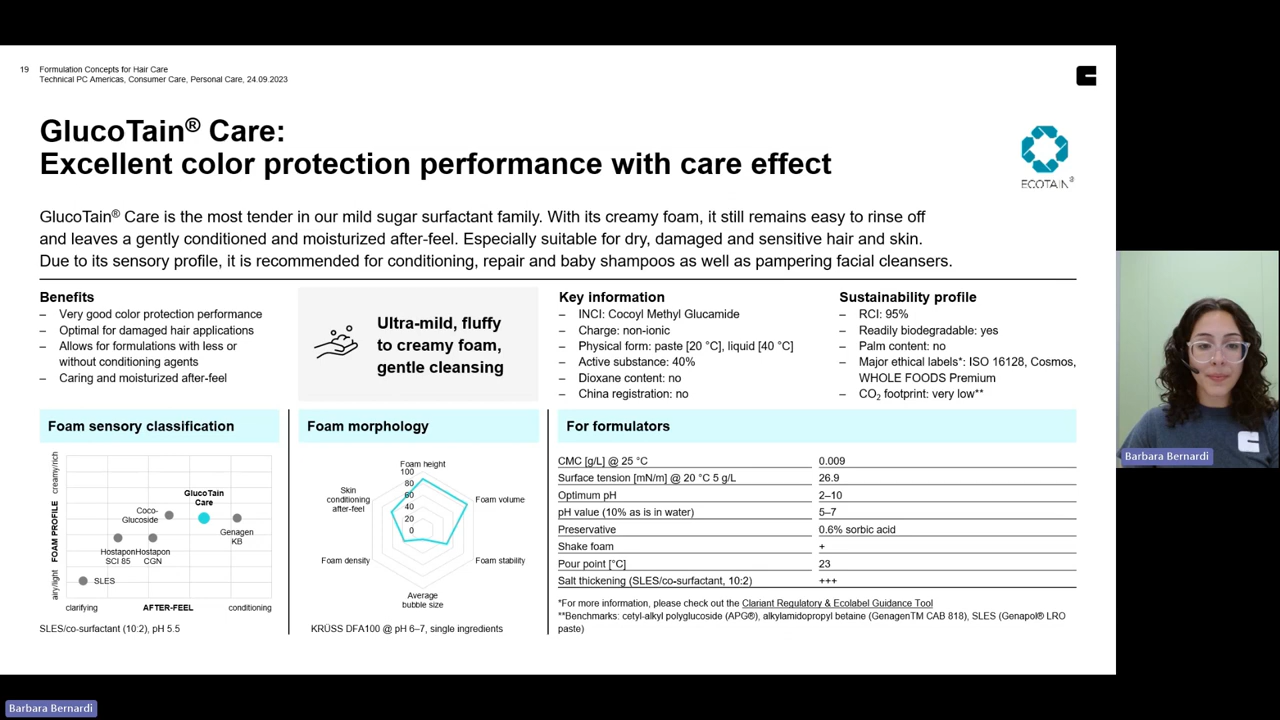 19 Formulation Concepts for Hair Care
Technical PC Americas, Consumer Care, Personal Care, 24.09.2023
GlucoTain® Care:
Excellent color protection performance with care effect
ECOTAIN®
GlucoTain® Care is the most tender in our mild sugar surfactant family. With its creamy foam, it still remains easy to rinse off
and leaves a gently conditioned and moisturized after-feel. Especially suitable for dry, damaged and sensitive hair and skin.
Due to its sensory profile, it is recommended for conditioning, repair and baby shampoos as well as pampering facial cleansers.
Benefits
– Very good color protection performance
– Optimal for damaged hair applications
– Allows for formulations with less or
without conditioning agents
– Caring and moisturized after-feel
Ultra-mild, fluffy
to creamy foam,
gentle cleansing
Key information
– INCI: Cocoyl Methyl Glucamide
– Charge: non-ionic
– Physical form: paste [20 °C], liquid [40 °C]
– Active substance: 40%
– Dioxane content: no
– China registration: no
Sustainability profile
– RCI: 95%
– Readily biodegradable: yes
– Palm content: no
– Major ethical labels*: ISO 16128, Cosmos,
WHOLE FOODS Premium
– CO₂ footprint: very low**
Foam sensory classification
FOAM PROFILE
creamy/rich
airy/light
GlucoTain
Care
Coco-
Glucoside
Genagen
KB
Hostapon
SCI 85
Hostapon
CGN
SLES
clarifying AFTER-FEEL conditioning
SLES/co-surfactant (10:2), pH 5.5
Foam morphology
Foam height
100
80
60
40
20
0
Foam volume
Foam stability
Average
bubble size
Foam density
Skin
conditioning
after-feel
KRÜSS DFA100 @ pH 6–7, single ingredients
For formulators
CMC [g/L] @ 25 °C 0.009
Surface tension [mN/m] @ 20 °C 5 g/L 26.9
Optimum pH 2–10
pH value (10% as is in water) 5–7
Preservative 0.6% sorbic acid
Shake foam +
Pour point [°C] 23
Salt thickening (SLES/co-surfactant, 10:2) +++
*For more information, please check out the Clariant Regulatory & Ecolabel Guidance Tool
**Benchmarks: cetyl-alkyl polyglucoside (APG®), alkylamidopropyl betaine (GenagenTM CAB 818), SLES (Genapol® LRO
paste)
Barbara Bernardi
Barbara Bernardi